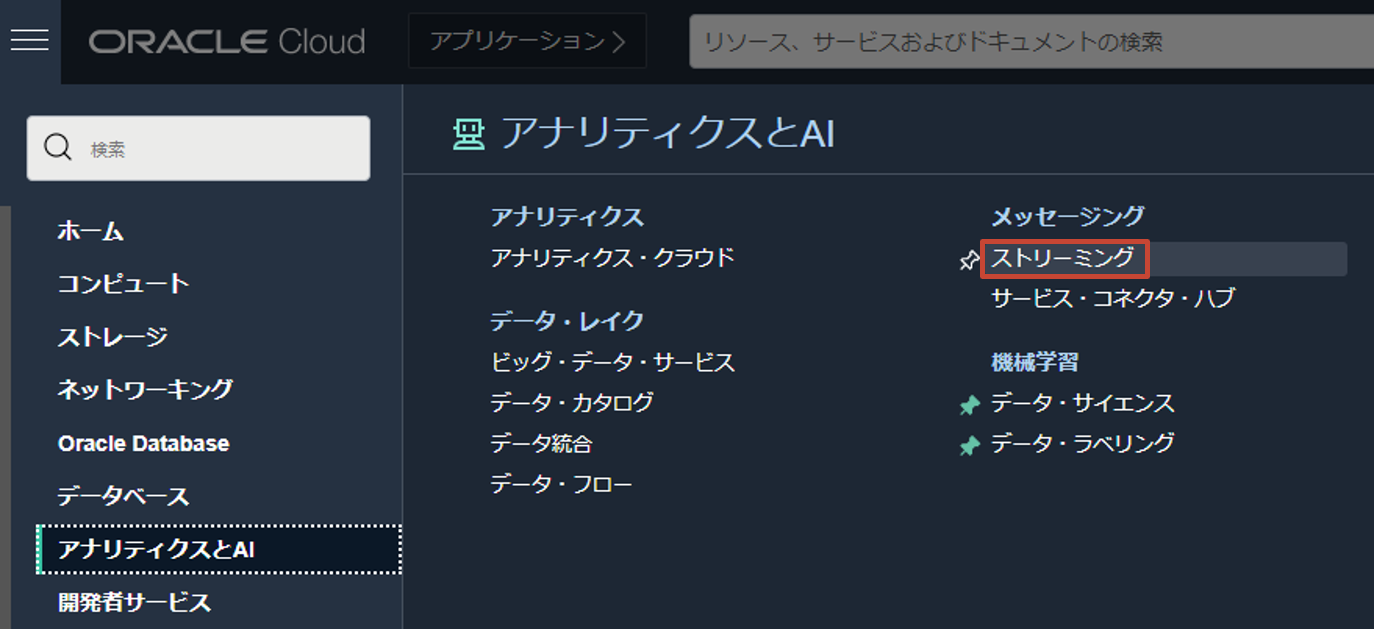 ORACLE Cloud
アプリケーション
リソース、サービスおよびドキュメントの検索
検索
ホーム
コンピュート
ストレージ
ネットワーキング
Oracle Database
データベース
アナリティクスとAI
開発者サービス
アナリティクスとAI
アナリティクス
アナリティクス・クラウド
データ・レイク
ビッグ・データ・サービス
データ・カタログ
データ統合
データ・フロー
メッセージング
ストリーミング
サービス・コネクタ・ハブ
機械学習
データ・サイエンス
データ・ラベリング